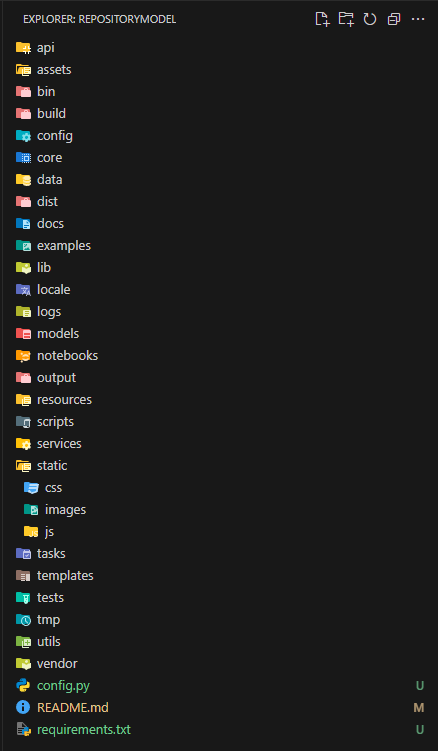 EXPLORER: REPOSITORYMODEL
api
assets
bin
build
config
core
data
dist
docs
examples
lib
locale
logs
models
notebooks
output
resources
scripts
services
static
css
images
js
tasks
templates
tests
tmp
utils
vendor
config.py U
README.md M
requirements.txt U